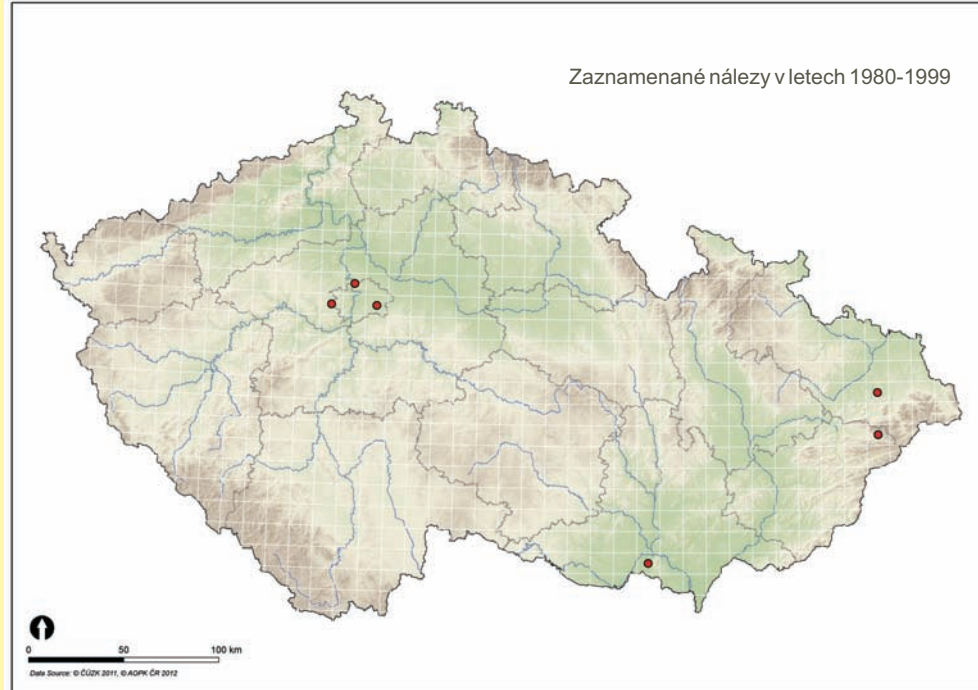 Zaznamenané nálezy v letech 1980-1999
0 50 100 km
Data Source: © ČÚZK 2011, © AOPK ČR 2012